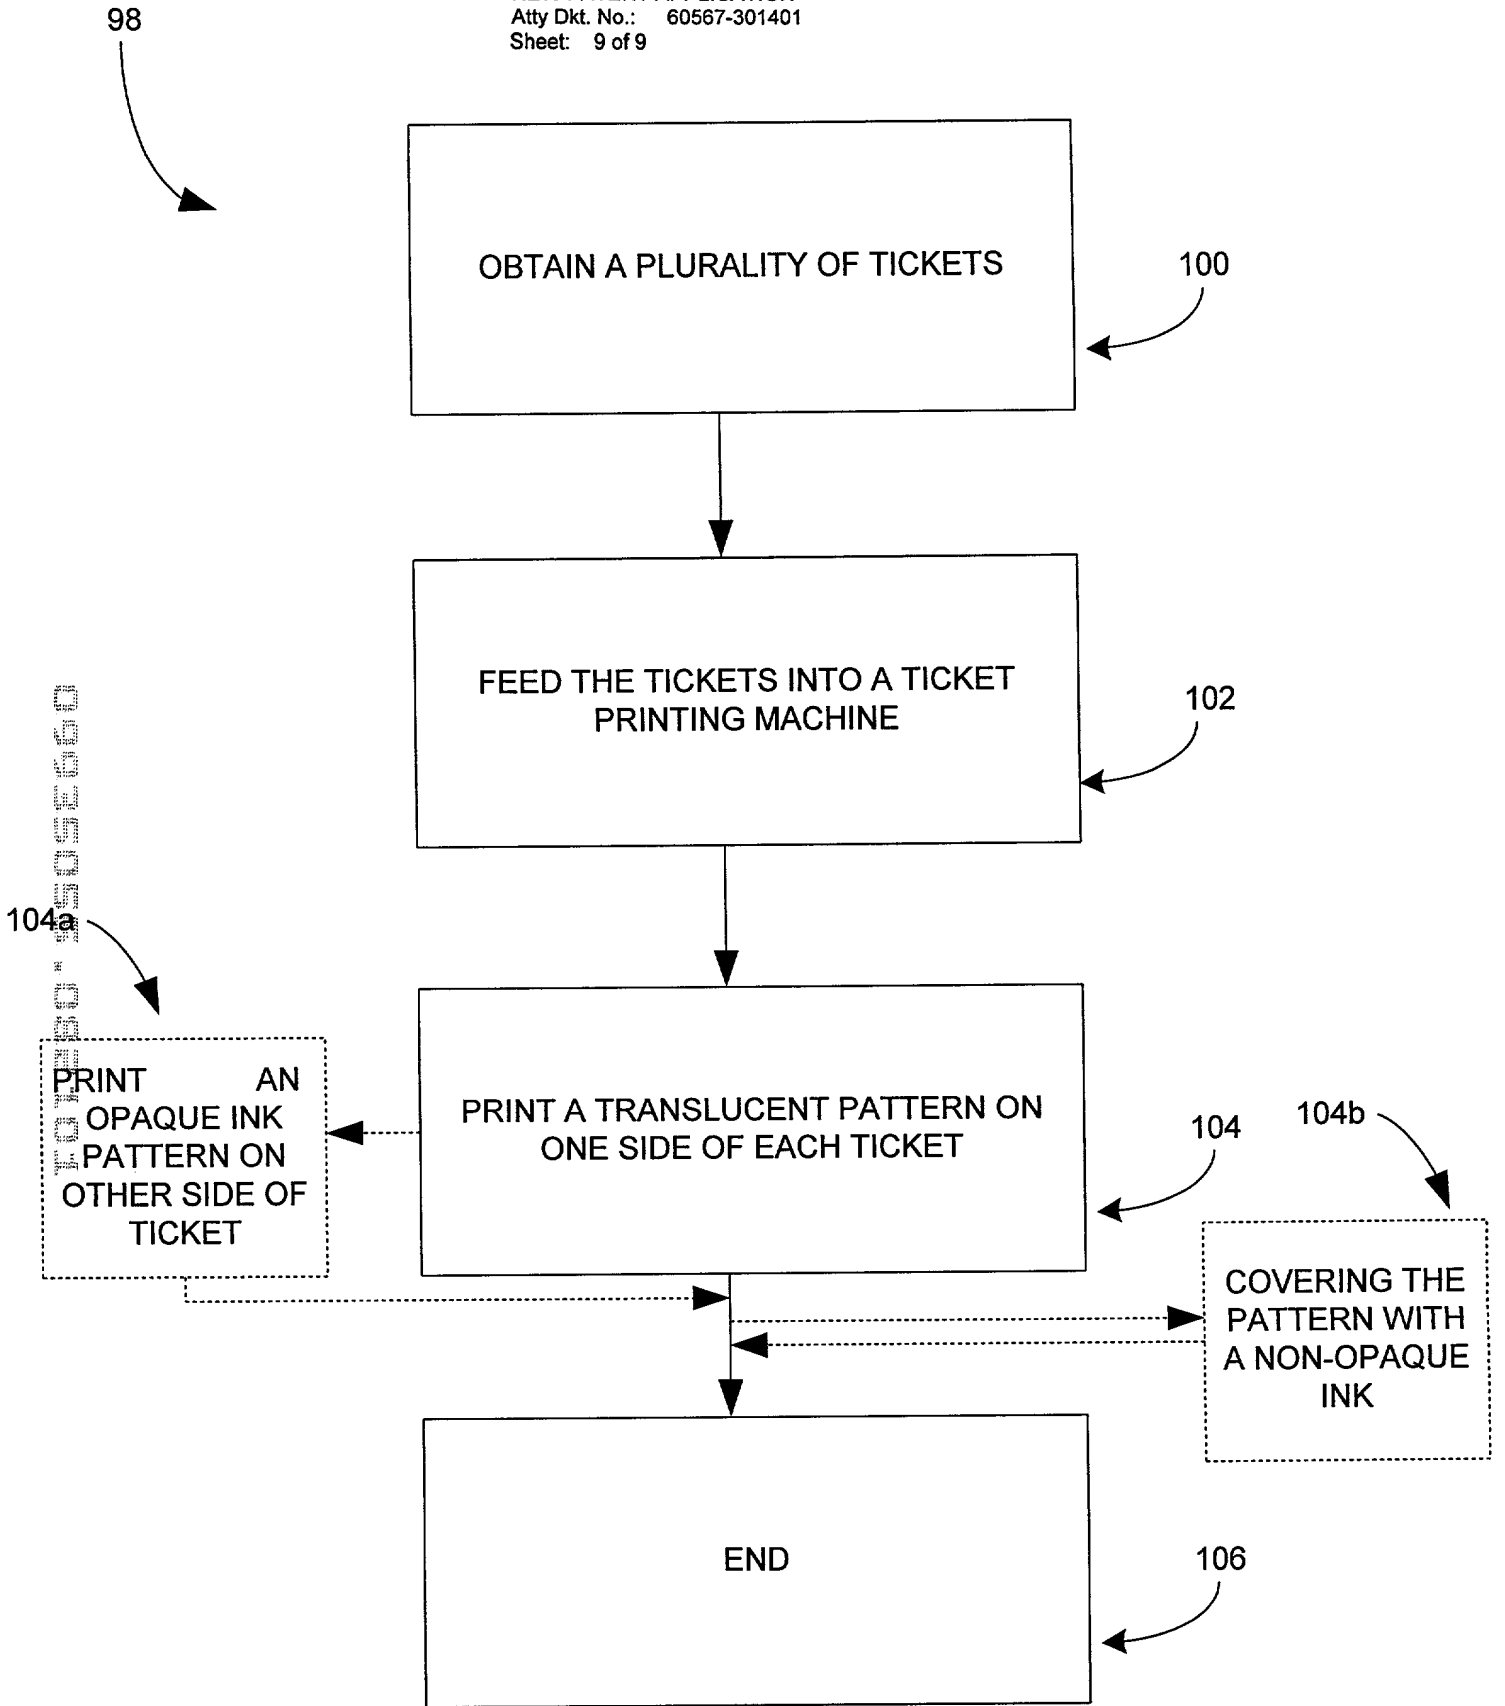 98
Atty Dkt. No.: 60567-301401
Sheet: 9 of 9
OBTAIN A PLURALITY OF TICKETS
100
FEED THE TICKETS INTO A TICKET
PRINTING MACHINE
102
104a
PRINT AN
OPAQUE INK
PATTERN ON
OTHER SIDE OF
TICKET
PRINT A TRANSLUCENT PATTERN ON
ONE SIDE OF EACH TICKET
104
104b
COVERING THE
PATTERN WITH
A NON-OPAQUE
INK
END
106